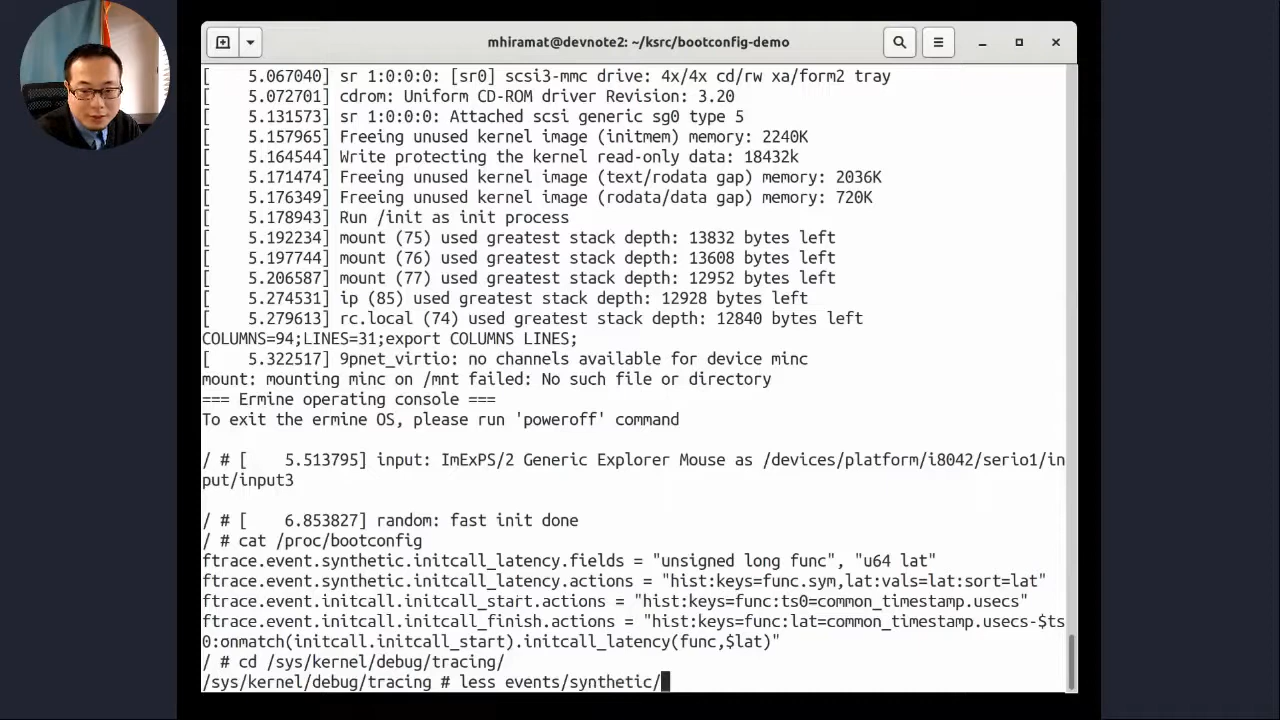 mhiramat@devnote2: ~/ksrc/bootconfig-demo
[    5.067040] sr 1:0:0:0: [sr0] scsi3-mmc drive: 4x/4x cd/rw xa/form2 tray
[    5.072701] cdrom: Uniform CD-ROM driver Revision: 3.20
[    5.131573] sr 1:0:0:0: Attached scsi generic sg0 type 5
[    5.157965] Freeing unused kernel image (initmem) memory: 2240K
[    5.164544] Write protecting the kernel read-only data: 18432k
[    5.171474] Freeing unused kernel image (text/rodata gap) memory: 2036K
[    5.176349] Freeing unused kernel image (rodata/data gap) memory: 720K
[    5.178943] Run /init as init process
[    5.192234] mount (75) used greatest stack depth: 13832 bytes left
[    5.197744] mount (76) used greatest stack depth: 13608 bytes left
[    5.206587] mount (77) used greatest stack depth: 12952 bytes left
[    5.274531] ip (85) used greatest stack depth: 12928 bytes left
[    5.279613] rc.local (74) used greatest stack depth: 12840 bytes left
COLUMNS=94;LINES=31;export COLUMNS LINES;
[    5.322517] 9pnet_virtio: no channels available for device minc
mount: mounting minc on /mnt failed: No such file or directory
=== Ermine operating console ===
To exit the ermine OS, please run 'poweroff' command
/ # [    5.513795] input: ImExPS/2 Generic Explorer Mouse as /devices/platform/i8042/serio1/in
put/input3
/ # [    6.853827] random: fast init done
/ # cat /proc/bootconfig
ftrace.event.synthetic.initcall_latency.fields = "unsigned long func", "u64 lat"
ftrace.event.synthetic.initcall_latency.actions = "hist:keys=func.sym,lat:vals=lat:sort=lat"
ftrace.event.initcall.initcall_start.actions = "hist:keys=func:ts0=common_timestamp.usecs"
ftrace.event.initcall.initcall_finish.actions = "hist:keys=func:lat=common_timestamp.usecs-$ts
0:onmatch(initcall.initcall_start).initcall_latency(func,$lat)"
/ # cd /sys/kernel/debug/tracing/
/sys/kernel/debug/tracing # less events/synthetic/